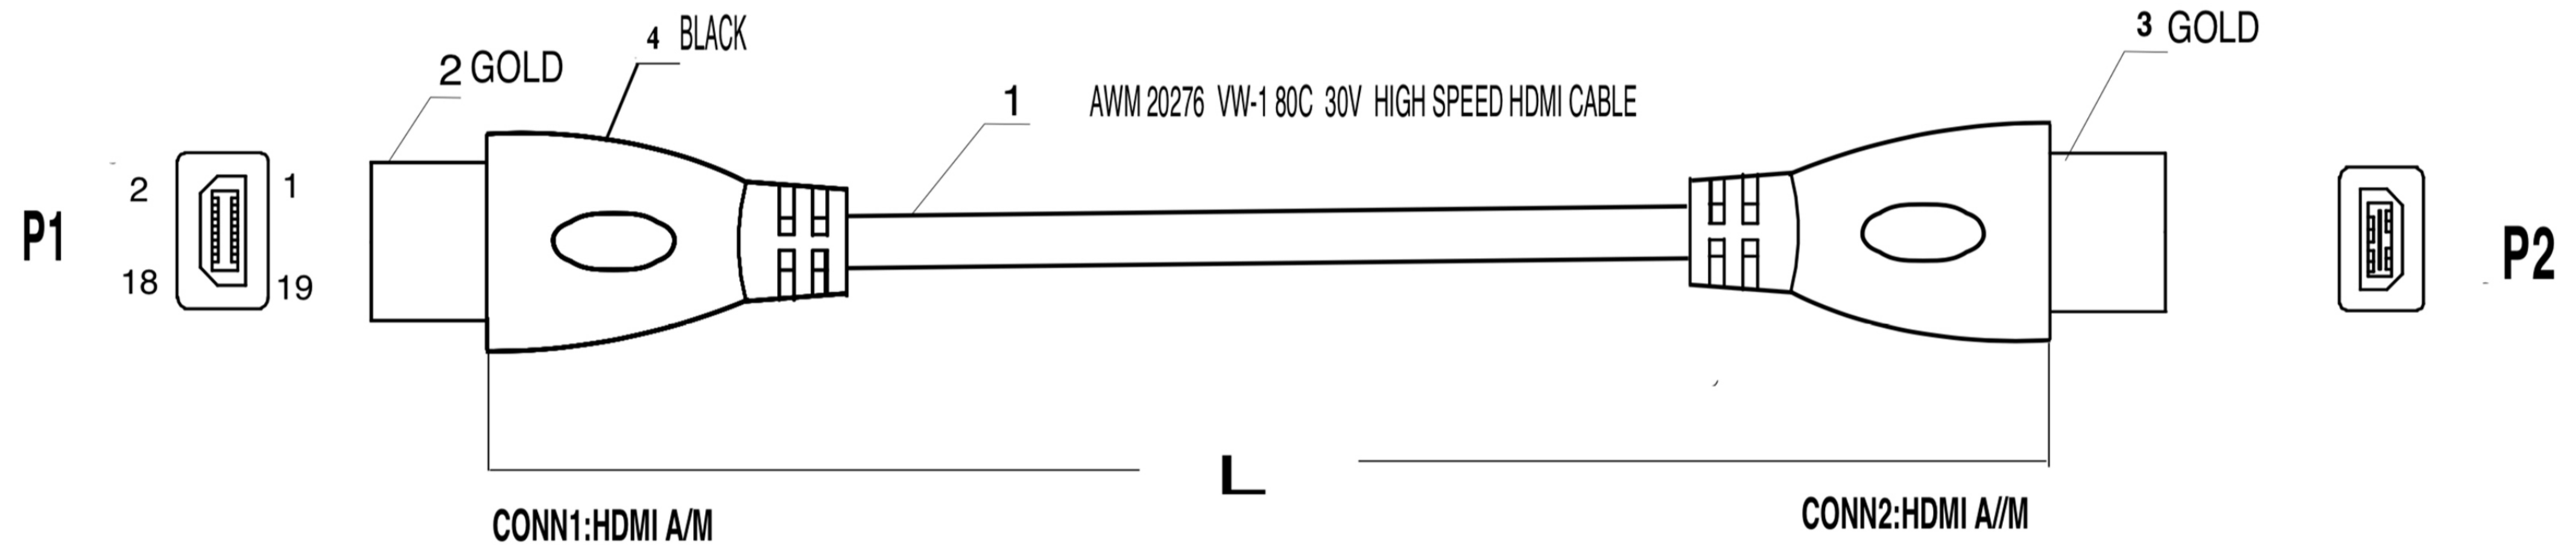 4 BLACK
3 GOLD
2 GOLD
1 AWM 20276 VW-1 80C 30V HIGH SPEED HDMI CABLE
2 1
P1
18 19
P2
L
CONN1:HDMI A/M
CONN2:HDMI A//M